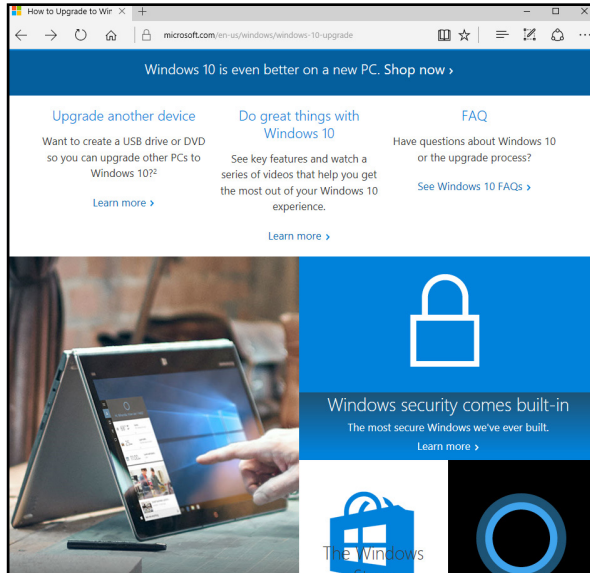 How to Upgrade to Wir
microsoft.com/en-us/windows/windows-10-upgrade
Windows 10 is even better on a new PC. Shop now ›
Upgrade another device
Want to create a USB drive or DVD
so you can upgrade other PCs to
Windows 10?²
Learn more ›
Do great things with
Windows 10
See key features and watch a
series of videos that help you get
the most out of your Windows 10
experience.
Learn more ›
FAQ
Have questions about Windows 10
or the upgrade process?
See Windows 10 FAQs ›
Windows security comes built-in
The most secure Windows we've ever built.
Learn more ›
The Windows